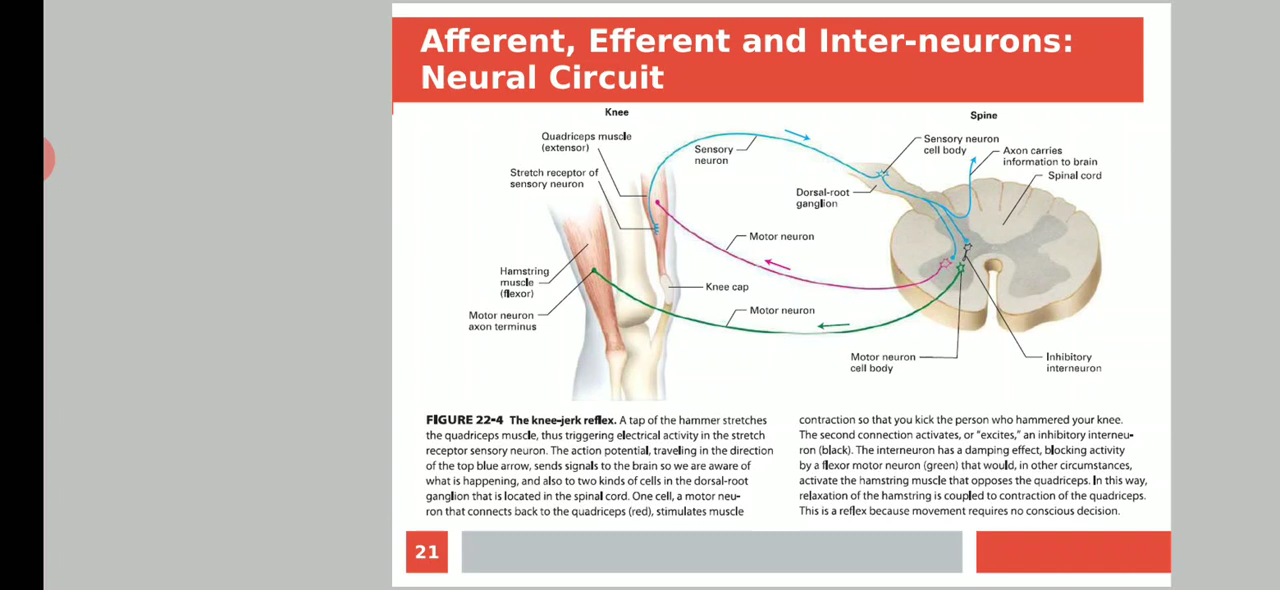 Afferent, Efferent and Inter-neurons:
Neural Circuit
Knee
Spine
Quadriceps muscle
(extensor)
Stretch receptor of
sensory neuron
Sensory
neuron
Sensory neuron
cell body
Axon carries
information to brain
Spinal cord
Dorsal-root
ganglion
Motor neuron
Hamstring
muscle
(flexor)
Knee cap
Motor neuron
axon terminus
Motor neuron
Motor neuron
cell body
Inhibitory
interneuron
FIGURE 22-4 The knee-jerk reflex. A tap of the hammer stretches
the quadriceps muscle, thus triggering electrical activity in the stretch
receptor sensory neuron. The action potential, traveling in the direction
of the top blue arrow, sends signals to the brain so we are aware of
what is happening, and also to two kinds of cells in the dorsal-root
ganglion that is located in the spinal cord. One cell, a motor neu-
ron that connects back to the quadriceps (red), stimulates muscle
contraction so that you kick the person who hammered your knee.
The second connection activates, or "excites," an inhibitory interneu-
ron (black). The interneuron has a damping effect, blocking activity
by a flexor motor neuron (green) that would, in other circumstances,
activate the hamstring muscle that opposes the quadriceps. In this way,
relaxation of the hamstring is coupled to contraction of the quadriceps.
This is a reflex because movement requires no conscious decision.
21